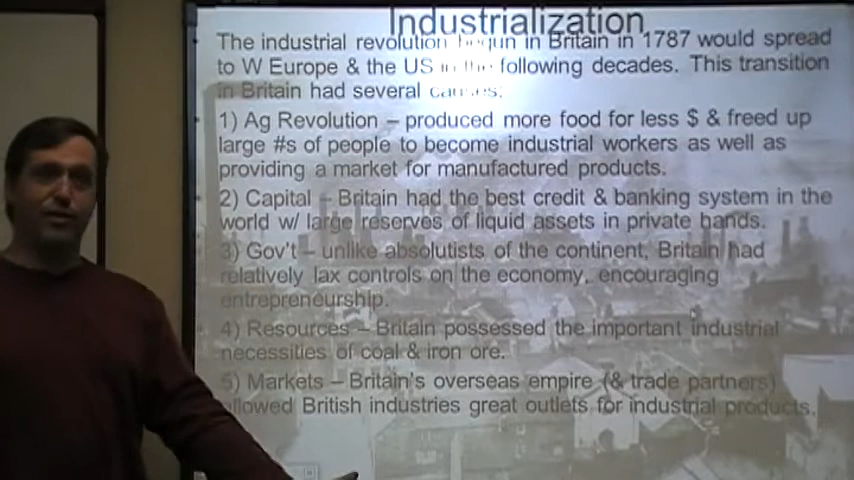 Industrialization
The industrial revolution begun in Britain in 1787 would spread
to W Europe & the US in the following decades. This transition
in Britain had several causes:
1) Ag Revolution – produced more food for less $ & freed up
large #s of people to become industrial workers as well as
providing a market for manufactured products.
2) Capital – Britain had the best credit & banking system in the
world w/ large reserves of liquid assets in private hands.
3) Gov't – unlike absolutists of the continent, Britain had
relatively lax controls on the economy, encouraging
entrepreneurship.
4) Resources – Britain possessed the important industrial
necessities of coal & iron ore.
5) Markets – Britain's overseas empire (& trade partners)
allowed British industries great outlets for industrial products.